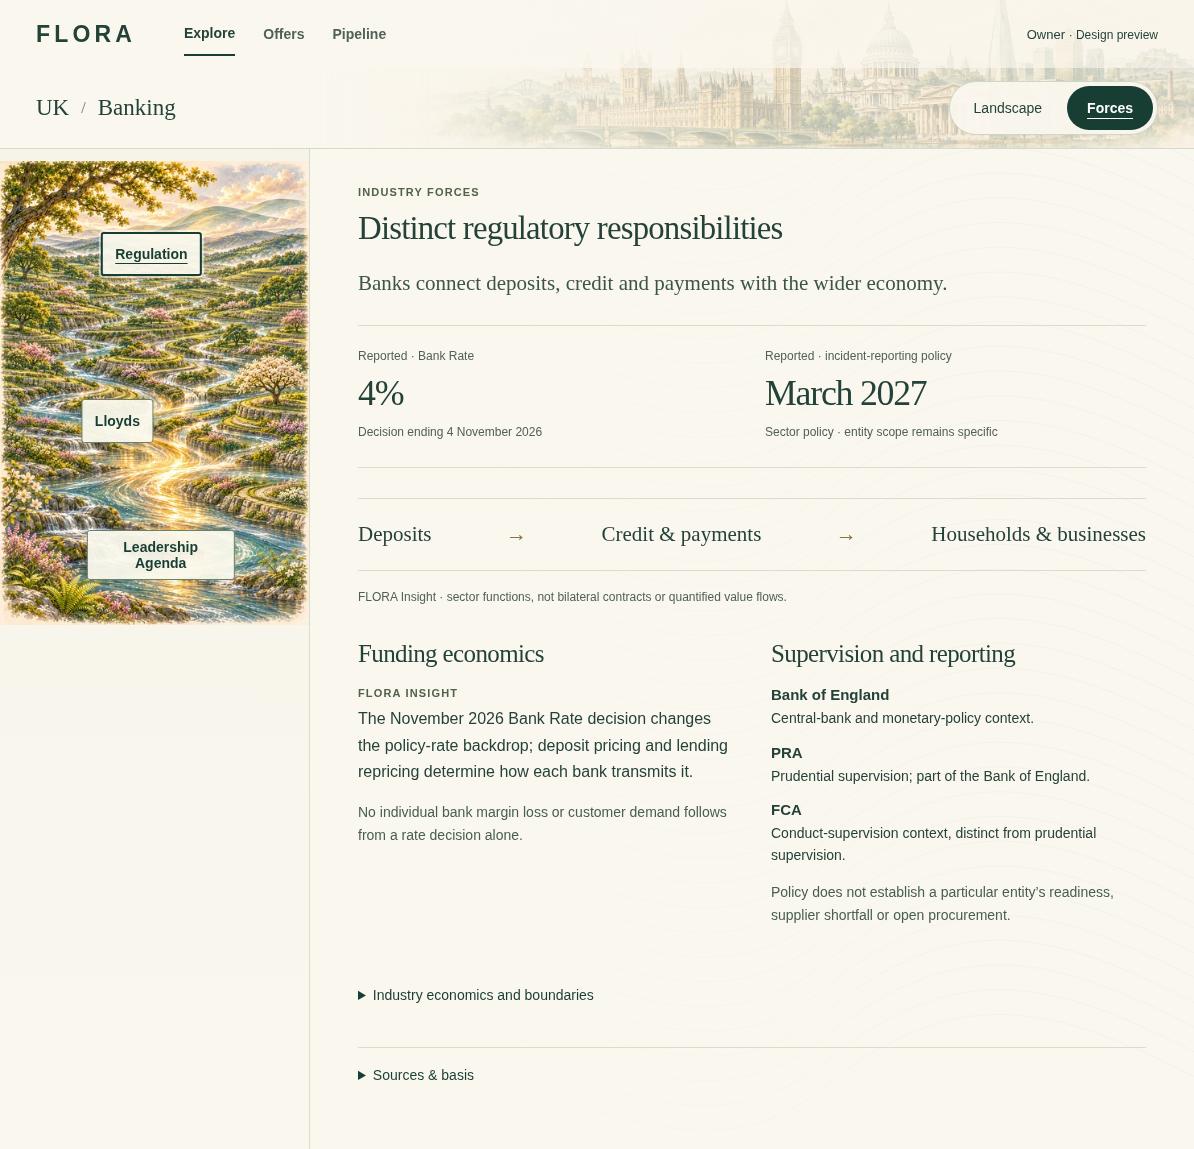 FLORA
Explore
Offers
Pipeline
Owner · Design preview
UK / Banking
Landscape
Forces
Regulation
Lloyds
Leadership
Agenda
INDUSTRY FORCES
Distinct regulatory responsibilities
Banks connect deposits, credit and payments with the wider economy.
Reported · Bank Rate
4%
Decision ending 4 November 2026
Reported · incident-reporting policy
March 2027
Sector policy · entity scope remains specific
Deposits → Credit & payments → Households & businesses
FLORA Insight · sector functions, not bilateral contracts or quantified value flows.
Funding economics
FLORA INSIGHT
The November 2026 Bank Rate decision changes
the policy-rate backdrop; deposit pricing and lending
repricing determine how each bank transmits it.
No individual bank margin loss or customer demand follows
from a rate decision alone.
Supervision and reporting
Bank of England
Central-bank and monetary-policy context.
PRA
Prudential supervision; part of the Bank of England.
FCA
Conduct-supervision context, distinct from prudential
supervision.
Policy does not establish a particular entity’s readiness,
supplier shortfall or open procurement.
Industry economics and boundaries
Sources & basis